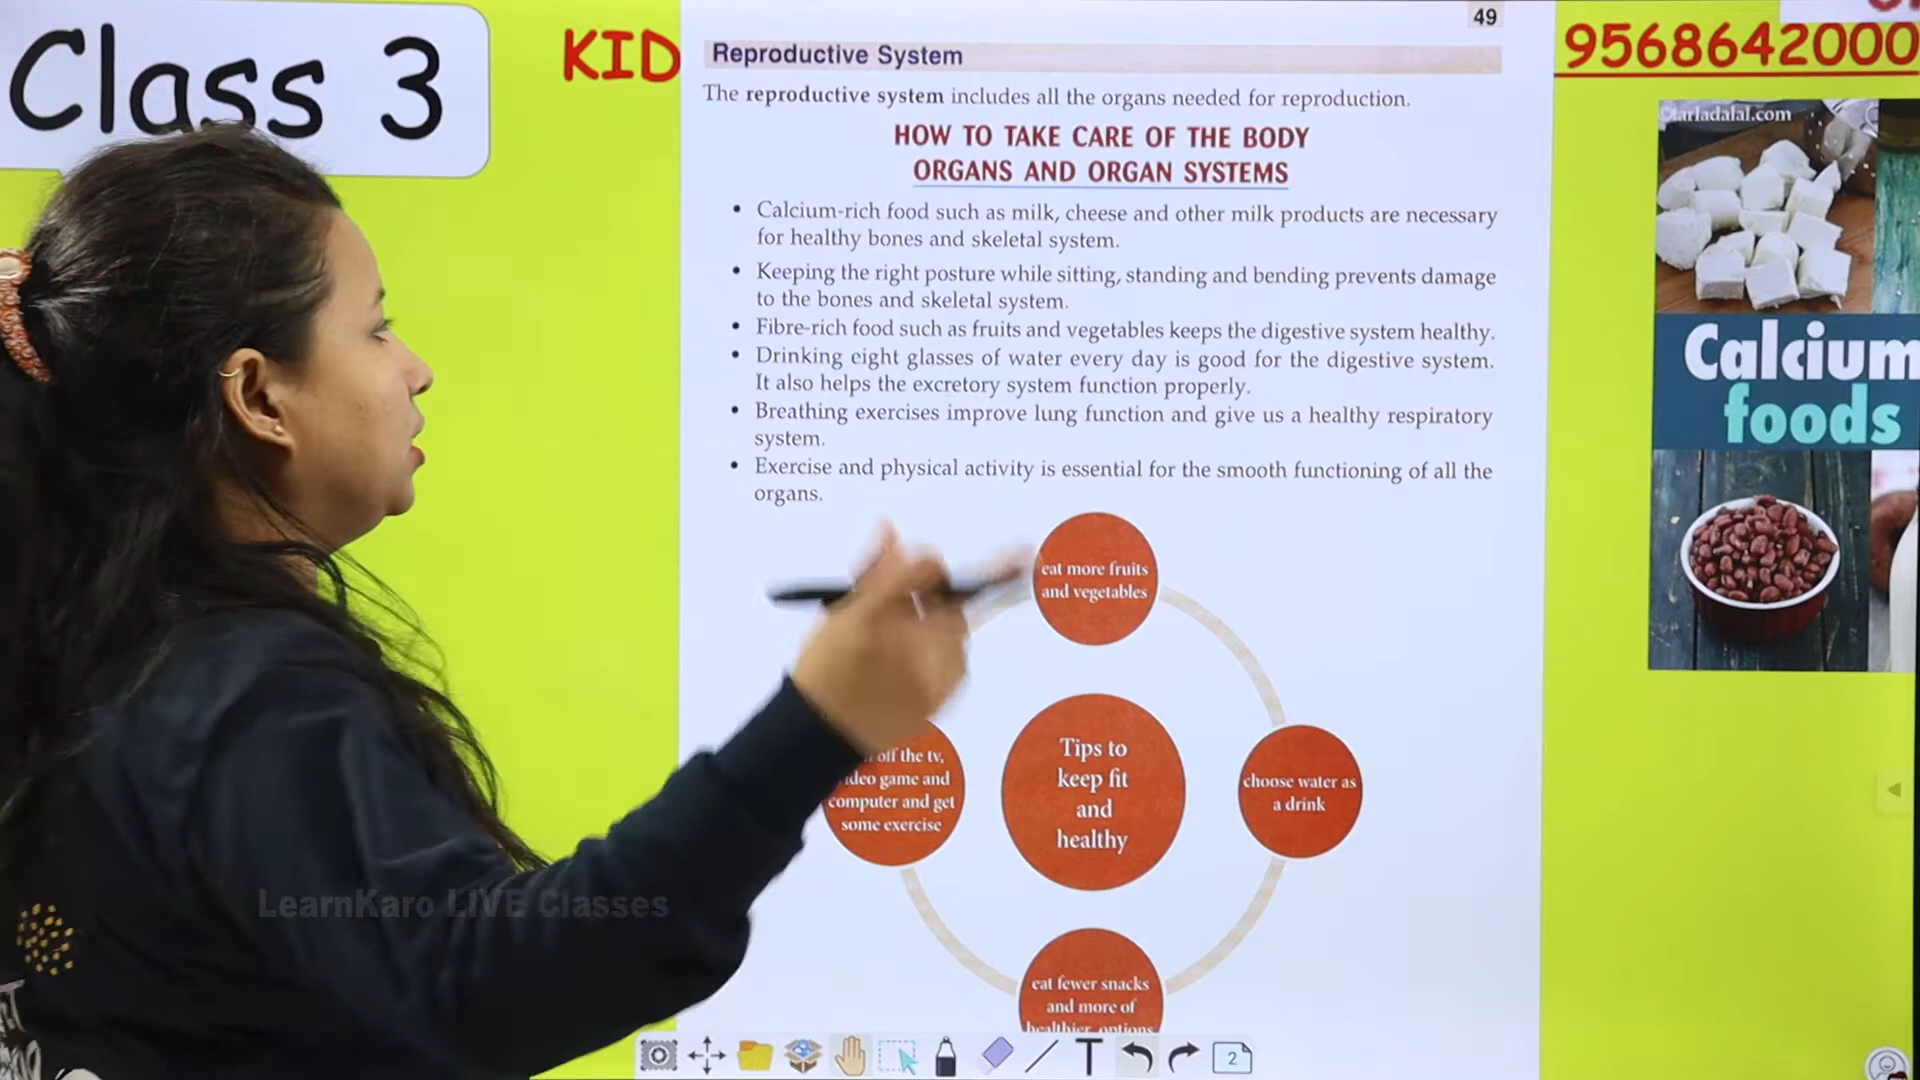 Class 3
KID
9568642000
49
Reproductive System
The reproductive system includes all the organs needed for reproduction.
HOW TO TAKE CARE OF THE BODY
ORGANS AND ORGAN SYSTEMS
• Calcium-rich food such as milk, cheese and other milk products are necessary
for healthy bones and skeletal system.
• Keeping the right posture while sitting, standing and bending prevents damage
to the bones and skeletal system.
• Fibre-rich food such as fruits and vegetables keeps the digestive system healthy.
• Drinking eight glasses of water every day is good for the digestive system.
It also helps the excretory system function properly.
• Breathing exercises improve lung function and give us a healthy respiratory
system.
• Exercise and physical activity is essential for the smooth functioning of all the
organs.
eat more fruits
and vegetables
off the tv,
game and
computer and get
some exercise
Tips to
keep fit
and
healthy
choose water as
a drink
eat fewer snacks
and more of
healthier options
tarladalal.com
Calcium
foods
LearnKaro LIVE Classes
T
2